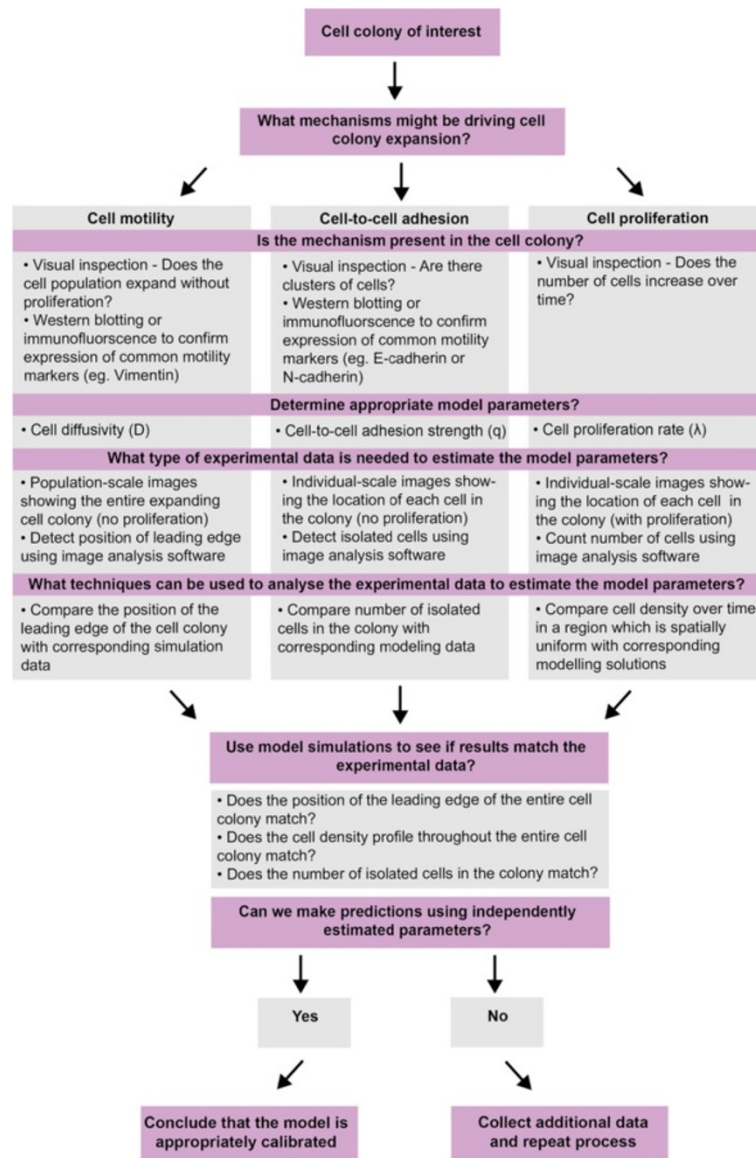 Cell colony of interest
What mechanisms might be driving cell
colony expansion?
Cell motility
Cell-to-cell adhesion
Cell proliferation
Is the mechanism present in the cell colony?
• Visual inspection - Does the
cell population expand without
proliferation?
• Western blotting or
immunofluorscence to confirm
expression of common motility
markers (eg. Vimentin)
• Visual inspection - Are there
clusters of cells?
• Western blotting or
immunofluorscence to confirm
expression of common motility
markers (eg. E-cadherin or
N-cadherin)
• Visual inspection - Does the
number of cells increase over
time?
Determine appropriate model parameters?
• Cell diffusivity (D)
• Cell-to-cell adhesion strength (q)
• Cell proliferation rate (λ)
What type of experimental data is needed to estimate the model parameters?
• Population-scale images
showing the entire expanding
cell colony (no proliferation)
• Detect position of leading edge
using image analysis software
• Individual-scale images show-
ing the location of each cell in
the colony (no proliferation)
• Detect isolated cells using
image analysis software
• Individual-scale images show-
ing the location of each cell in
the colony (with proliferation)
• Count number of cells using
image analysis software
What techniques can be used to analyse the experimental data to estimate the model parameters?
• Compare the position of the
leading edge of the cell colony
with corresponding simulation
data
• Compare number of isolated
cells in the colony with
corresponding modeling data
• Compare cell density over time
in a region which is spatially
uniform with corresponding
modelling solutions
Use model simulations to see if results match the
experimental data?
• Does the position of the leading edge of the entire cell
colony match?
• Does the cell density profile throughout the entire cell
colony match?
• Does the number of isolated cells in the colony match?
Can we make predictions using independently
estimated parameters?
Yes
No
Conclude that the model is
appropriately calibrated
Collect additional data
and repeat process